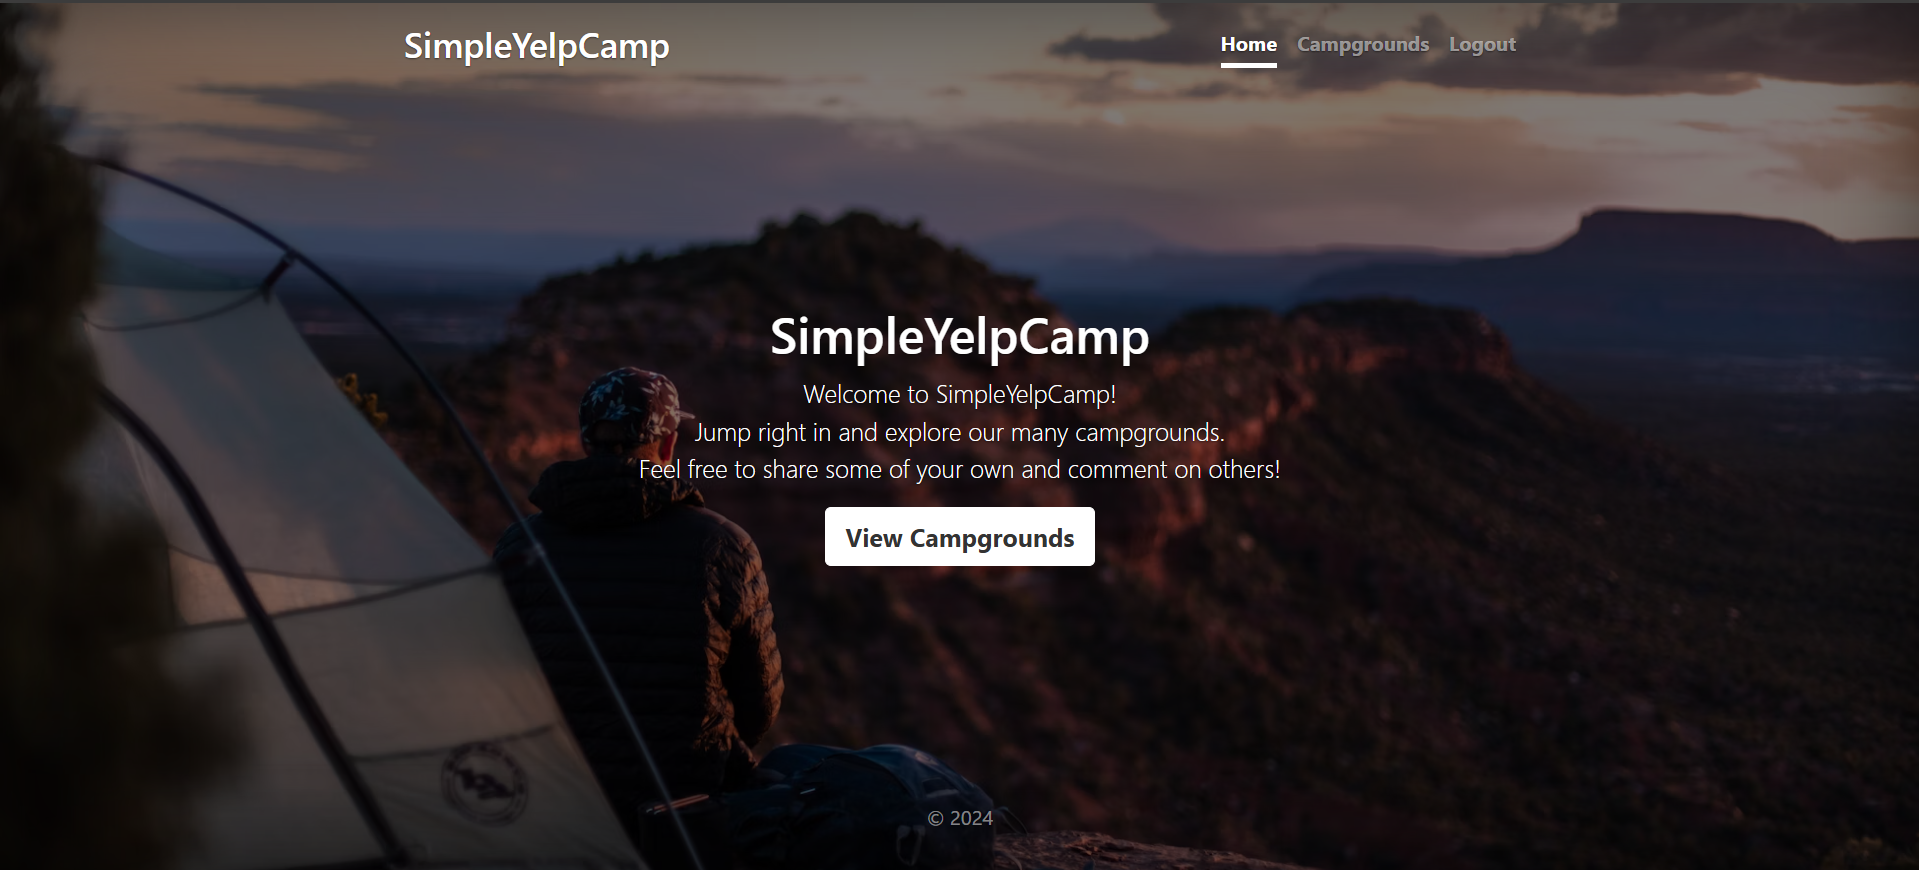 SimpleYelpCamp
Home Campgrounds Logout
SimpleYelpCamp
Welcome to SimpleYelpCamp!
Jump right in and explore our many campgrounds.
Feel free to share some of your own and comment on others!
View Campgrounds
© 2024